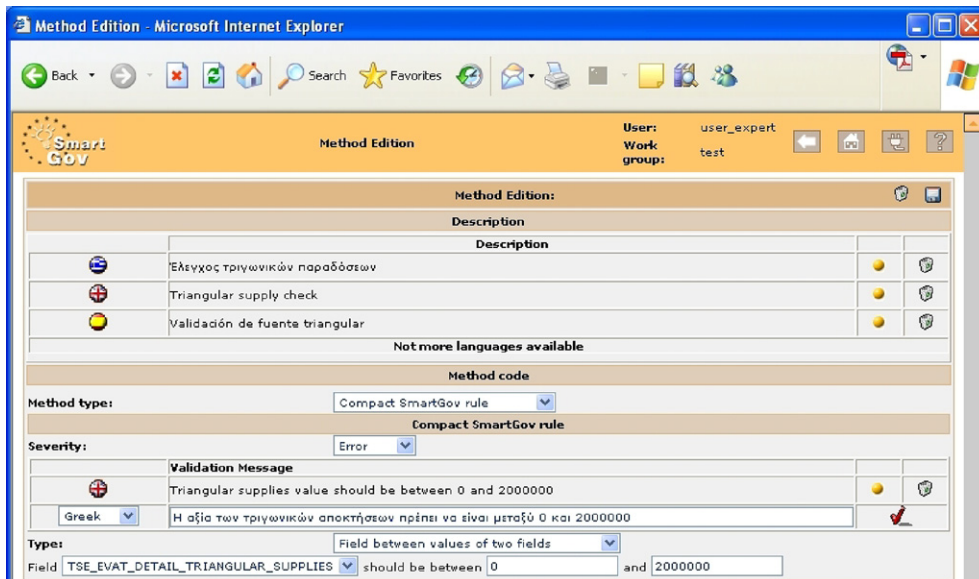 Method Edition - Microsoft Internet Explorer
Back Search Favorites
Smart Gov
Method Edition
User: user_expert
Work group: test
Method Edition:
Description
Description
Έλεγχος τριγωνικών παραδόσεων
Triangular supply check
Validación de fuente triangular
Not more languages available
Method code
Method type: Compact SmartGov rule
Compact SmartGov rule
Severity: Error
Validation Message
Triangular supplies value should be between 0 and 2000000
Greek Η αξία των τριγωνικών αποκτήσεων πρέπει να είναι μεταξύ 0 και 2000000
Type: Field between values of two fields
Field TSE_EVAT_DETAIL_TRIANGULAR_SUPPLIES should be between 0 and 2000000